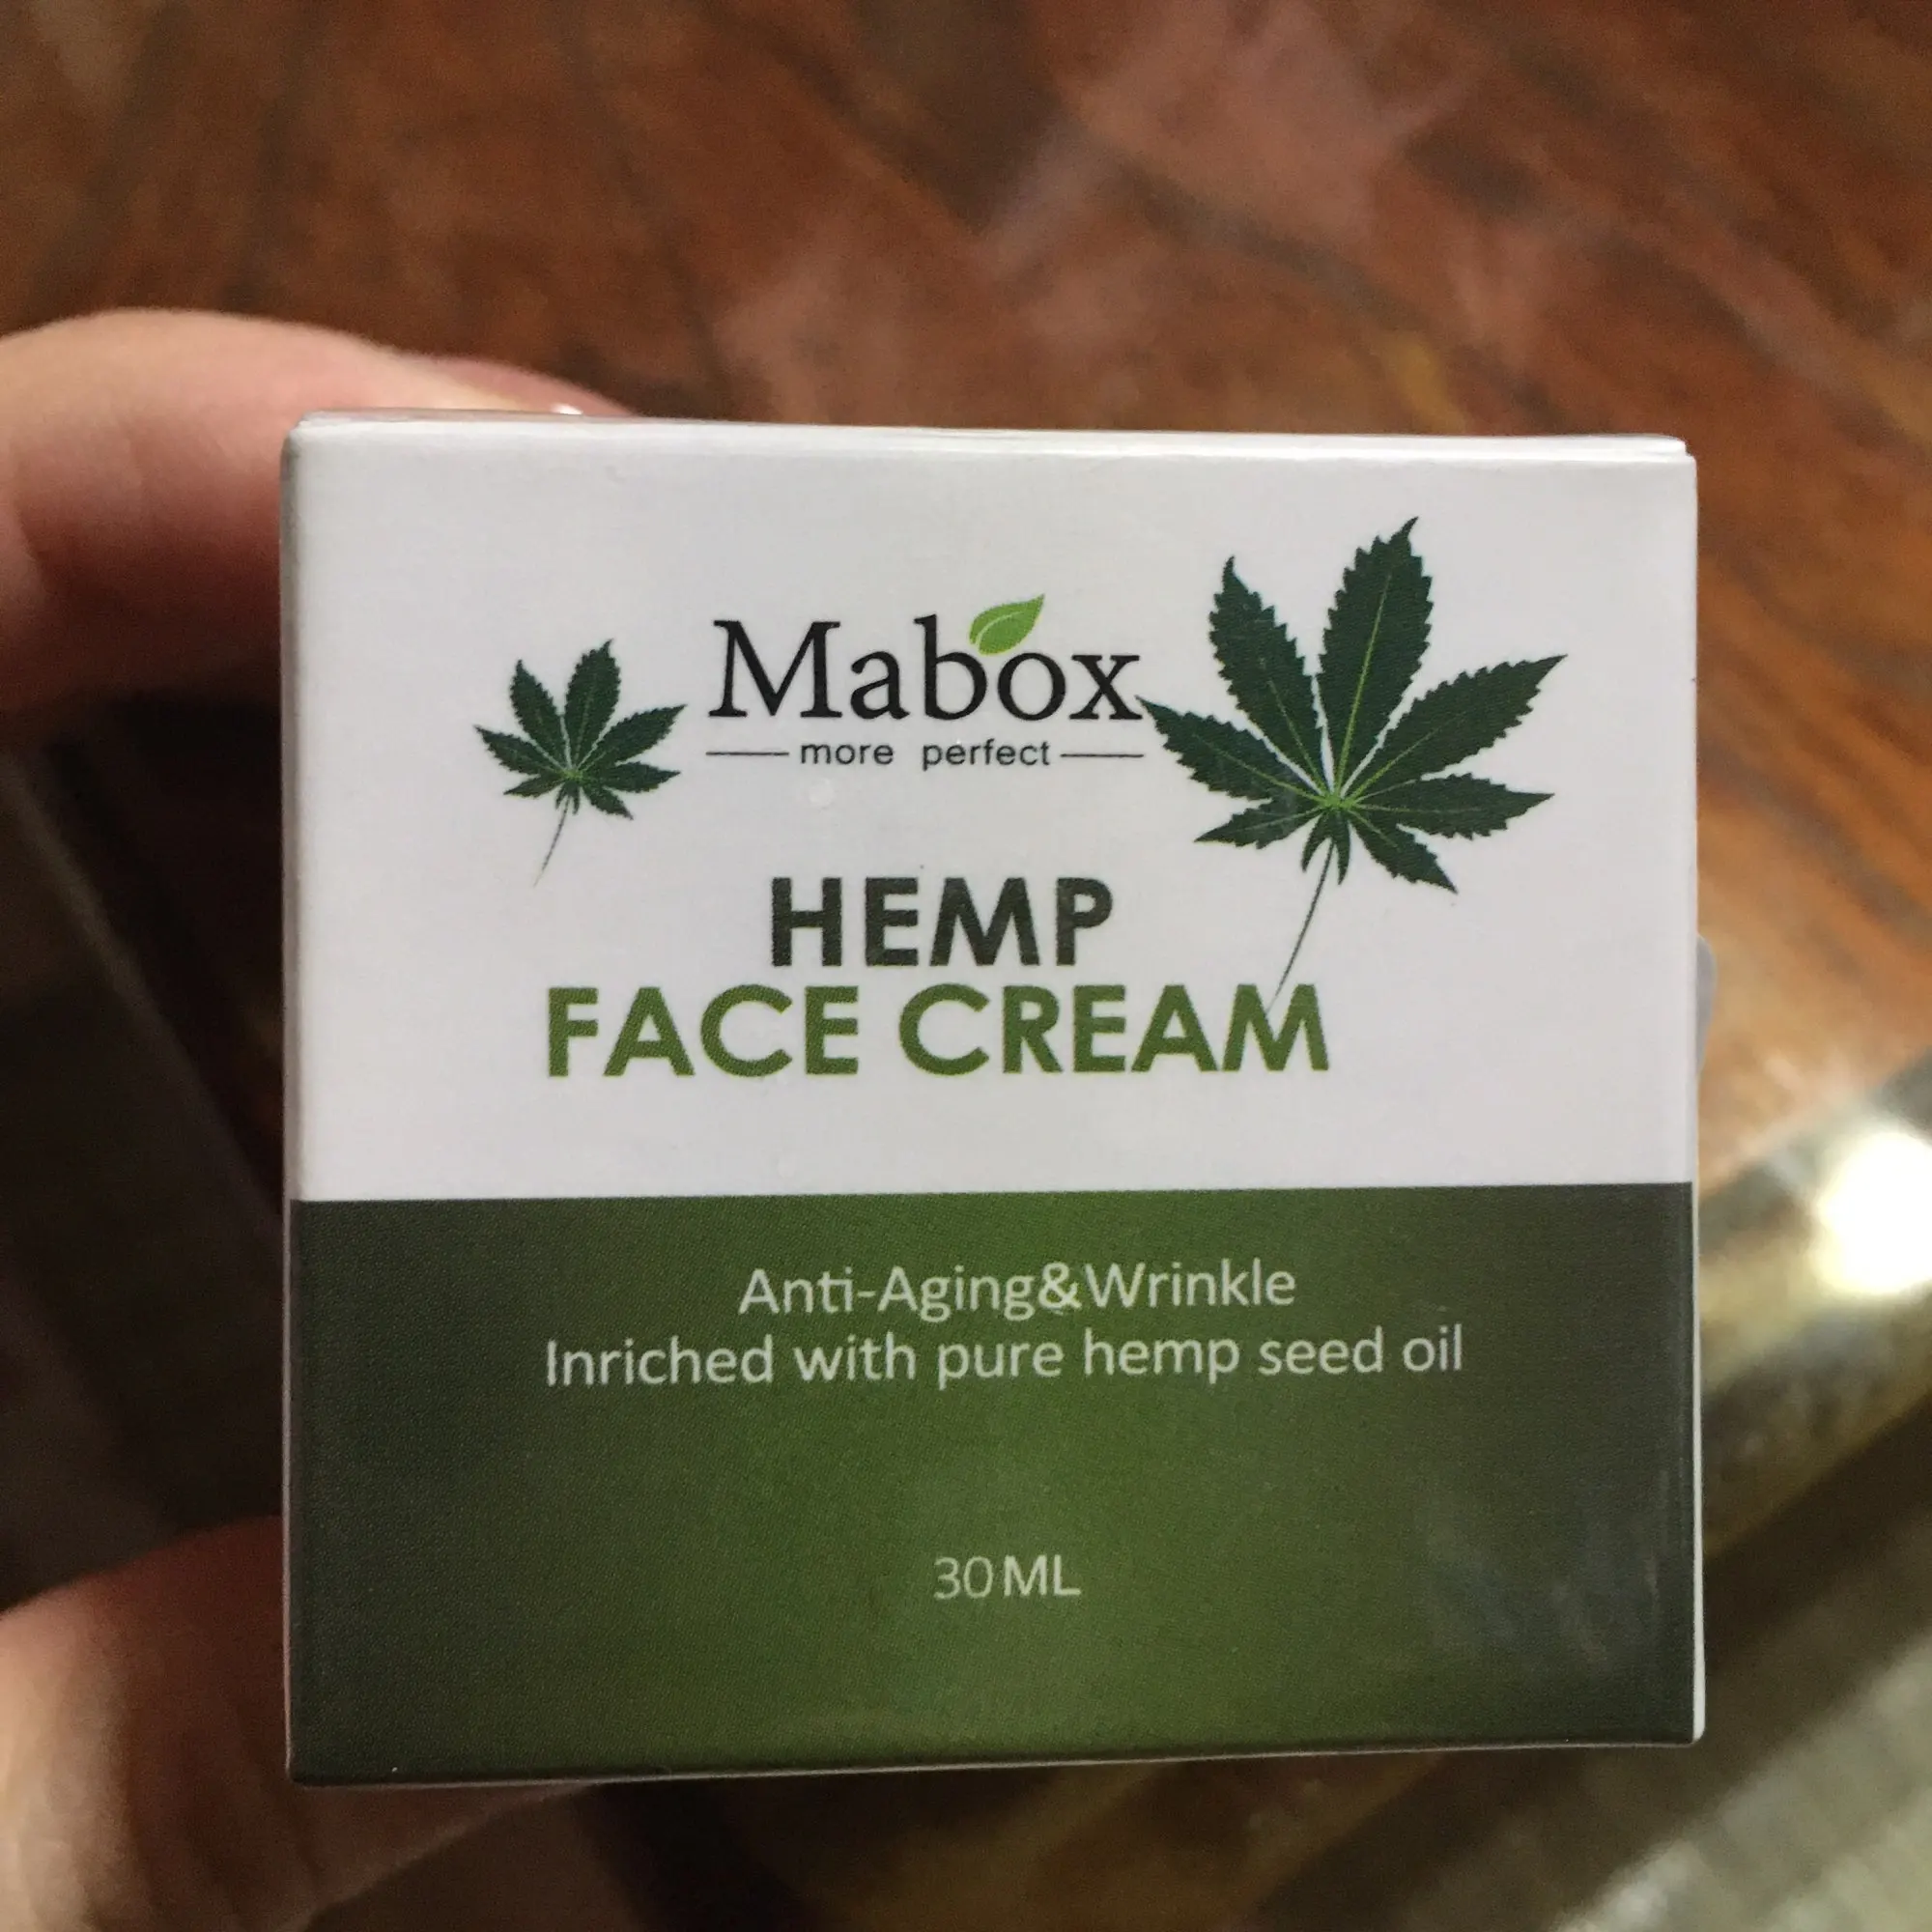 Mabox
more perfect
HEMP
FACE CREAM
Anti-Aging&Wrinkle
Inriched with pure hemp seed oil
30ML